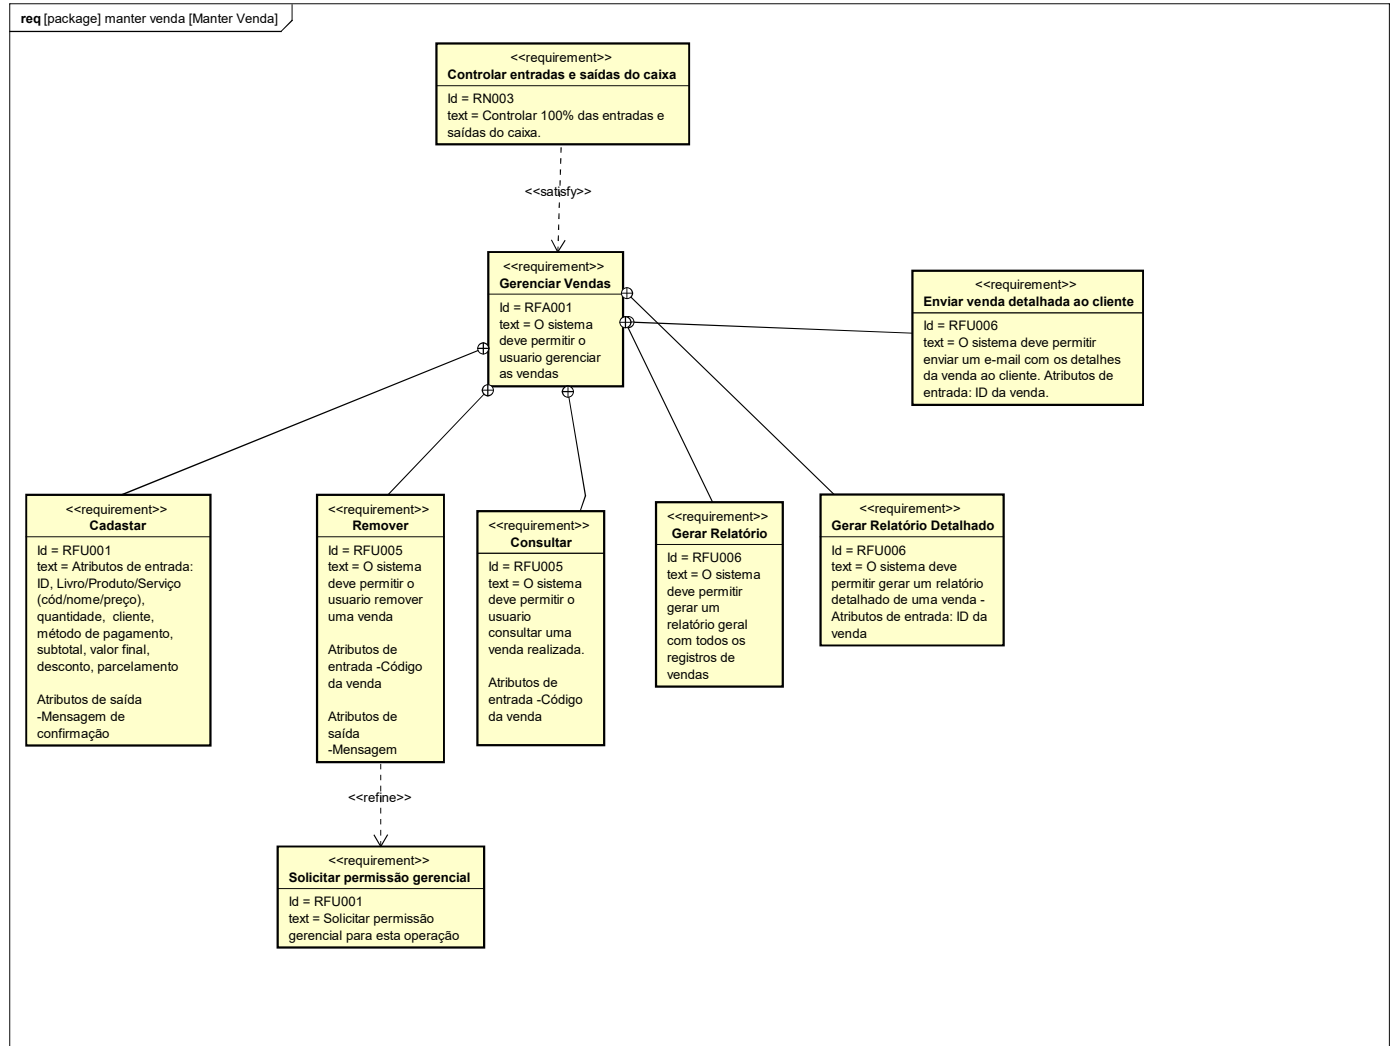 req [package] manter venda [Manter Venda]
<<requirement>>
Controlar entradas e saídas do caixa
Id = RN003
text = Controlar 100% das entradas e
saídas do caixa.
<<satisfy>>
<<requirement>>
Gerenciar Vendas
Id = RFA001
text = O sistema
deve permitir o
usuario gerenciar
as vendas
<<requirement>>
Enviar venda detalhada ao cliente
Id = RFU006
text = O sistema deve permitir
enviar um e-mail com os detalhes
da venda ao cliente. Atributos de
entrada: ID da venda.
<<requirement>>
Cadastar
Id = RFU001
text = Atributos de entrada:
ID, Livro/Produto/Serviço
(cód/nome/preço),
quantidade,  cliente,
método de pagamento,
subtotal, valor final,
desconto, parcelamento
Atributos de saída
-Mensagem de
confirmação
<<requirement>>
Remover
Id = RFU005
text = O sistema
deve permitir o
usuario remover
uma venda
Atributos de
entrada -Código
da venda
Atributos de
saída
-Mensagem
<<requirement>>
Consultar
Id = RFU005
text = O sistema
deve permitir o
usuario
consultar uma
venda realizada.
Atributos de
entrada -Código
da venda
<<requirement>>
Gerar Relatório
Id = RFU006
text = O sistema
deve permitir
gerar um
relatório geral
com todos os
registros de
vendas
<<requirement>>
Gerar Relatório Detalhado
Id = RFU006
text = O sistema deve
permitir gerar um relatório
detalhado de uma venda -
Atributos de entrada: ID da
venda
<<refine>>
<<requirement>>
Solicitar permissão gerencial
Id = RFU001
text = Solicitar permissão
gerencial para esta operação